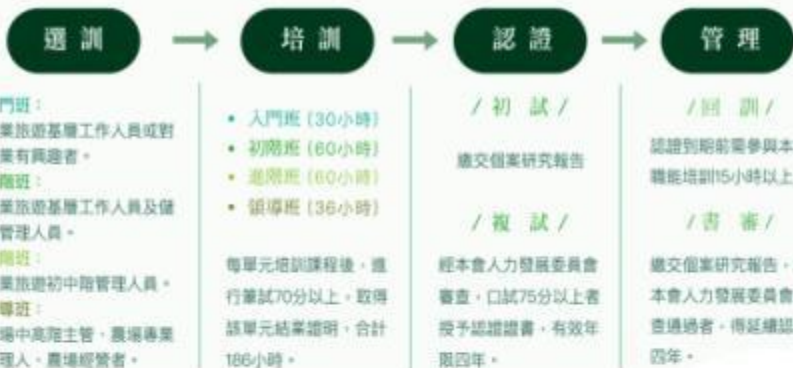 選訓
培訓
認證
管理
門班：
業旅遊基層工作人員或對
業有興趣者。
階班：
業旅遊基層工作人員及儲
管理人員。
階班：
業旅遊初中階管理人員。
導班：
場中高階主管、農場專業
理人、農場經營者。
• 入門班 (30小時)
• 初階班 (60小時)
• 進階班 (60小時)
• 領導班 (36小時)
每單元培訓課程後，進
行筆試70分以上，取得
該單元結業證明，合計
186小時。
/ 初 試 /
繳交個案研究報告
/ 複 試 /
經本會人力發展委員會
審查，口試75分以上者
授予認證證書，有效年
限四年。
/ 回 訓 /
認證到期前需參與本
職能培訓15小時以上
/ 書 審 /
繳交個案研究報告，
本會人力發展委員會
查通過者，得延續認
四年。